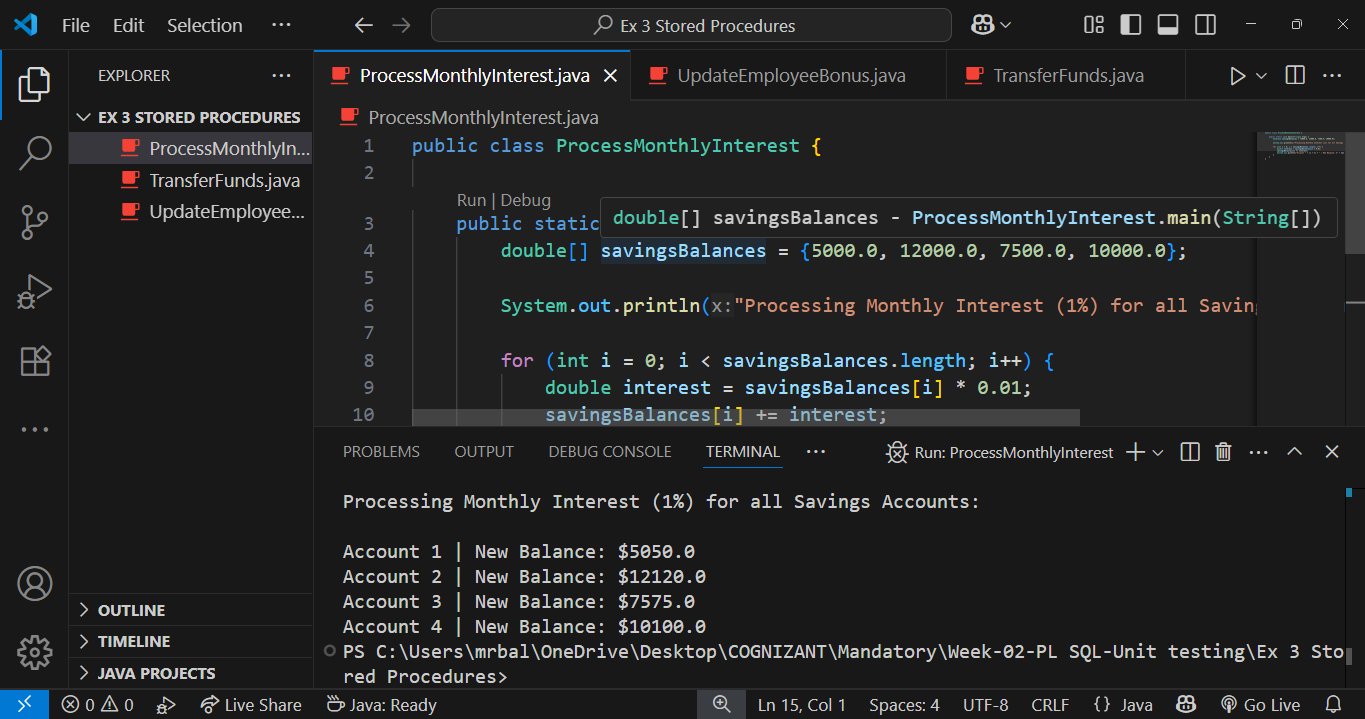 File Edit Selection ··· Ex 3 Stored Procedures
EXPLORER ···
EX 3 STORED PROCEDURES
ProcessMonthlyIn...
TransferFunds.java
UpdateEmployee...
OUTLINE
TIMELINE
JAVA PROJECTS
ProcessMonthlyInterest.java UpdateEmployeeBonus.java TransferFunds.java
ProcessMonthlyInterest.java
1 public class ProcessMonthlyInterest {
2
Run | Debug
double[] savingsBalances - ProcessMonthlyInterest.main(String[])
3 public static
4 double[] savingsBalances = {5000.0, 12000.0, 7500.0, 10000.0};
5
6 System.out.println(x:"Processing Monthly Interest (1%) for all Saving
7
8 for (int i = 0; i < savingsBalances.length; i++) {
9 double interest = savingsBalances[i] * 0.01;
10 savingsBalances[i] += interest;
PROBLEMS OUTPUT DEBUG CONSOLE TERMINAL ··· Run: ProcessMonthlyInterest
Processing Monthly Interest (1%) for all Savings Accounts:
Account 1 | New Balance: $5050.0
Account 2 | New Balance: $12120.0
Account 3 | New Balance: $7575.0
Account 4 | New Balance: $10100.0
PS C:\Users\mrbal\OneDrive\Desktop\COGNIZANT\Mandatory\Week-02-PL SQL-Unit testing\Ex 3 Sto
red Procedures>
0 0 Live Share Java: Ready Ln 15, Col 1 Spaces: 4 UTF-8 CRLF {} Java Go Live